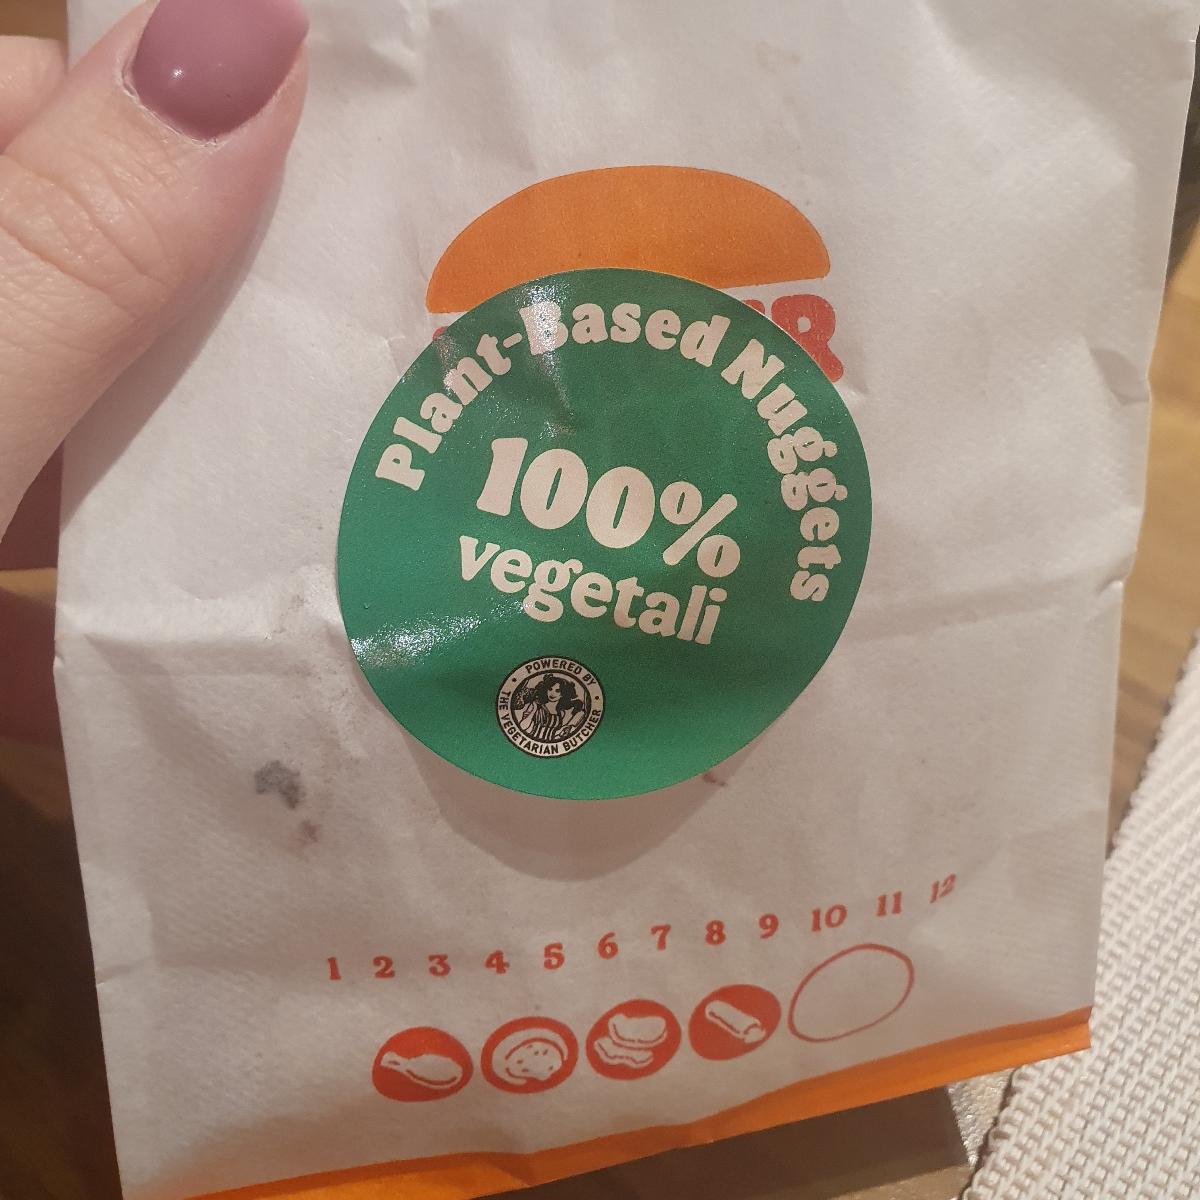 Plant-Based Nuggets
100%
vegetali
POWERED BY
THE VEGETARIAN BUTCHER
1 2 3 4 5 6 7 8 9 10 11 12